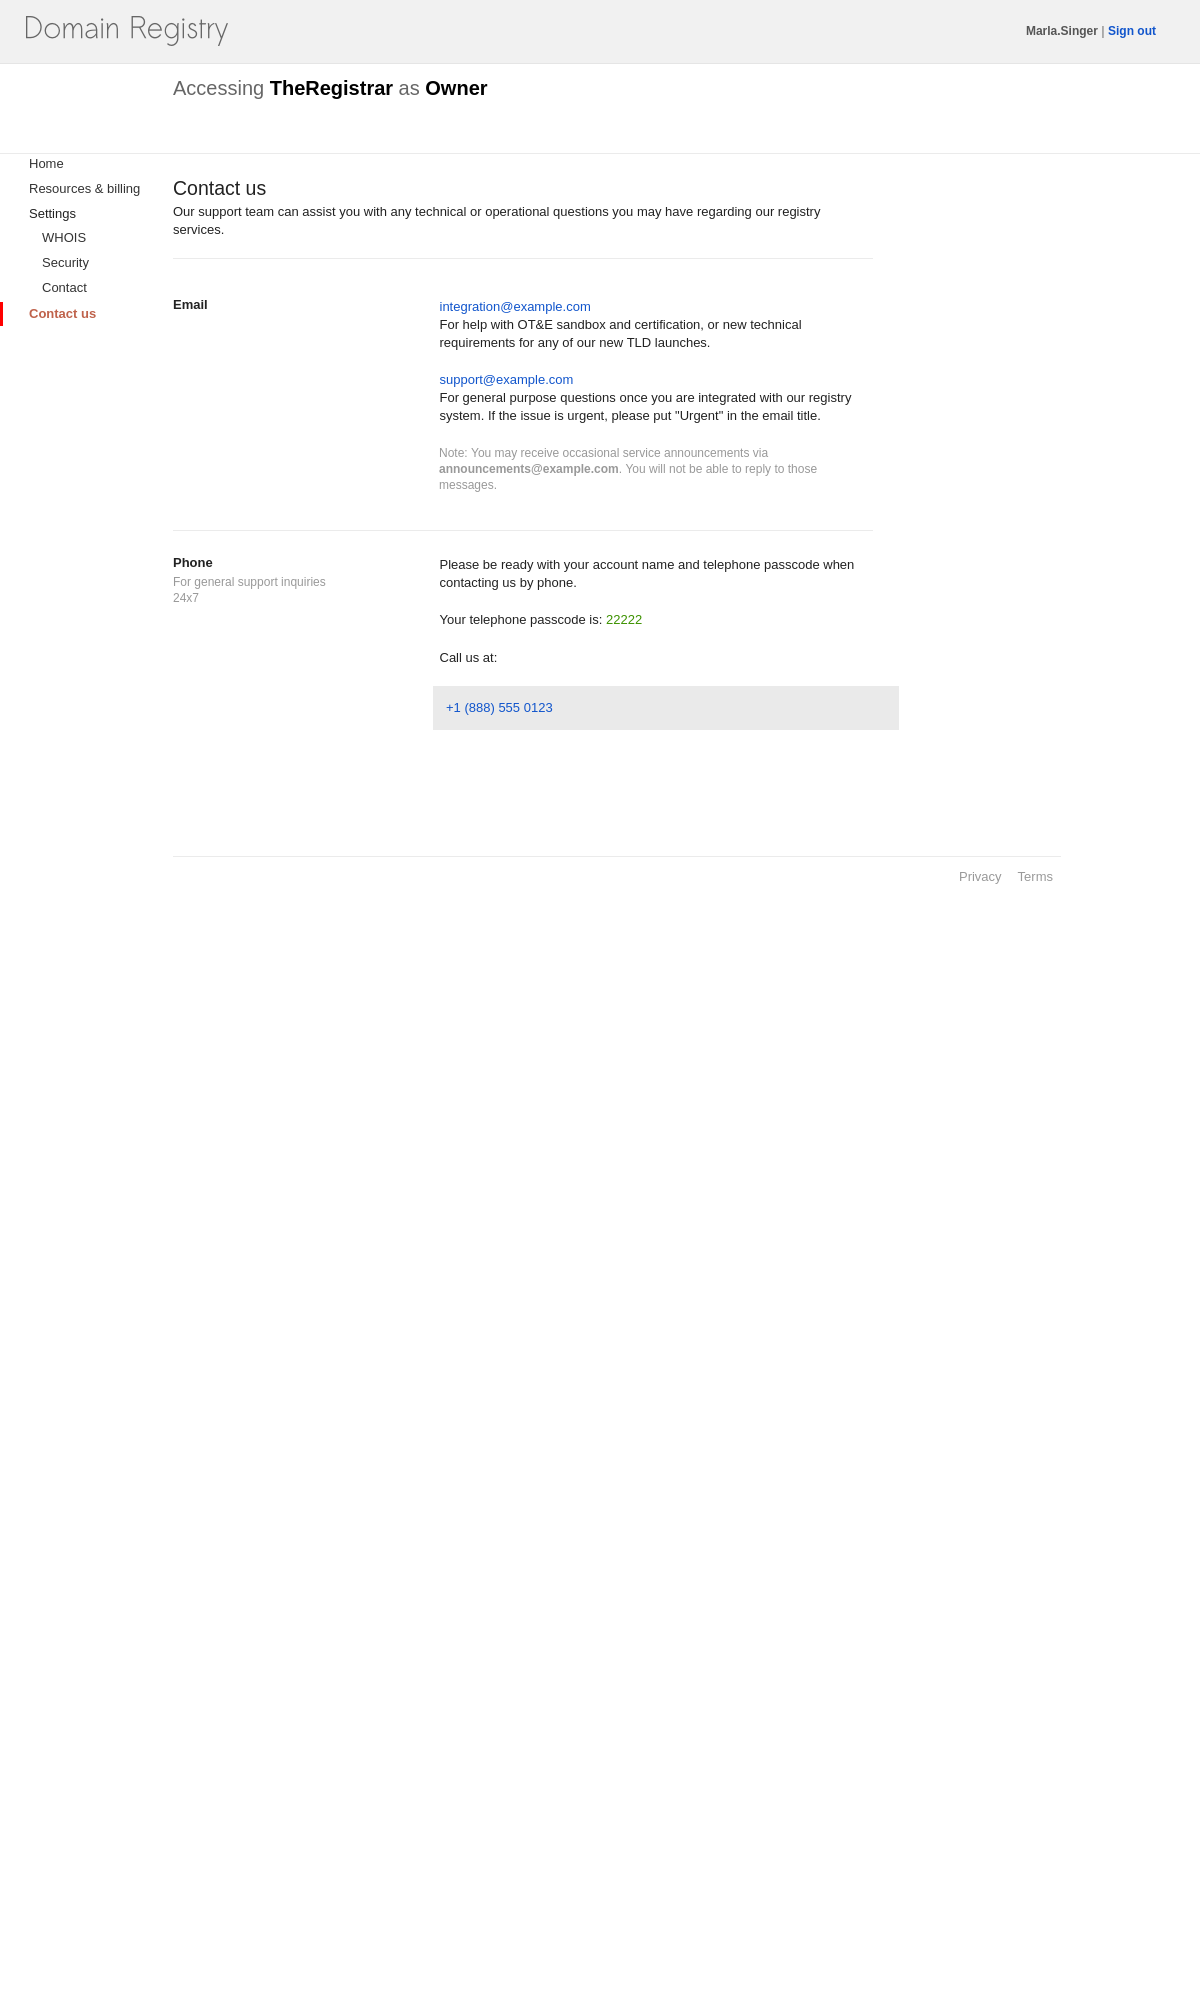 Domain Registry
Marla.Singer | Sign out
Accessing TheRegistrar as Owner
Home
Resources & billing
Settings
WHOIS
Security
Contact
Contact us
Contact us
Our support team can assist you with any technical or operational questions you may have regarding our registry
services.
Email
integration@example.com
For help with OT&E sandbox and certification, or new technical
requirements for any of our new TLD launches.
support@example.com
For general purpose questions once you are integrated with our registry
system. If the issue is urgent, please put "Urgent" in the email title.
Note: You may receive occasional service announcements via
announcements@example.com. You will not be able to reply to those
messages.
Phone
For general support inquiries
24x7
Please be ready with your account name and telephone passcode when
contacting us by phone.
Your telephone passcode is: 22222
Call us at:
+1 (888) 555 0123
Privacy Terms